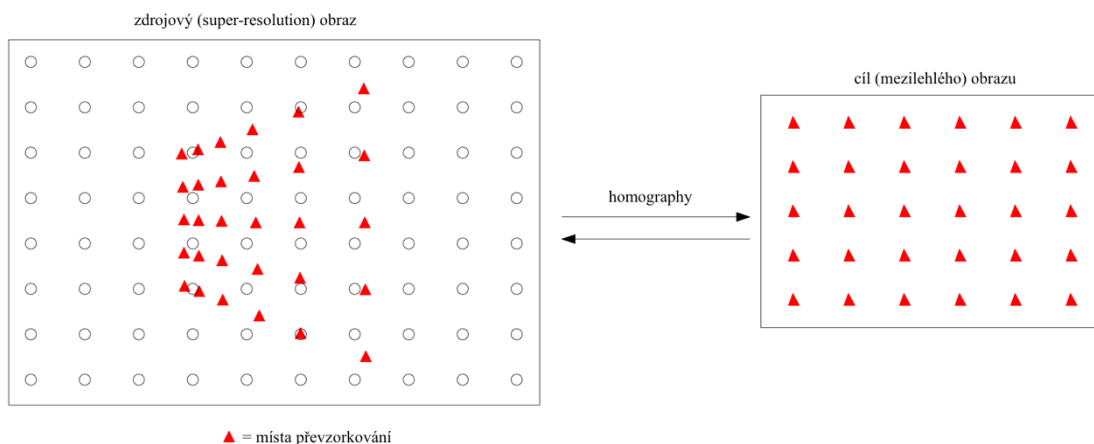 zdrojový (super-resolution) obraz
cíl (mezilehlého) obrazu
homography
= místa převzorkování